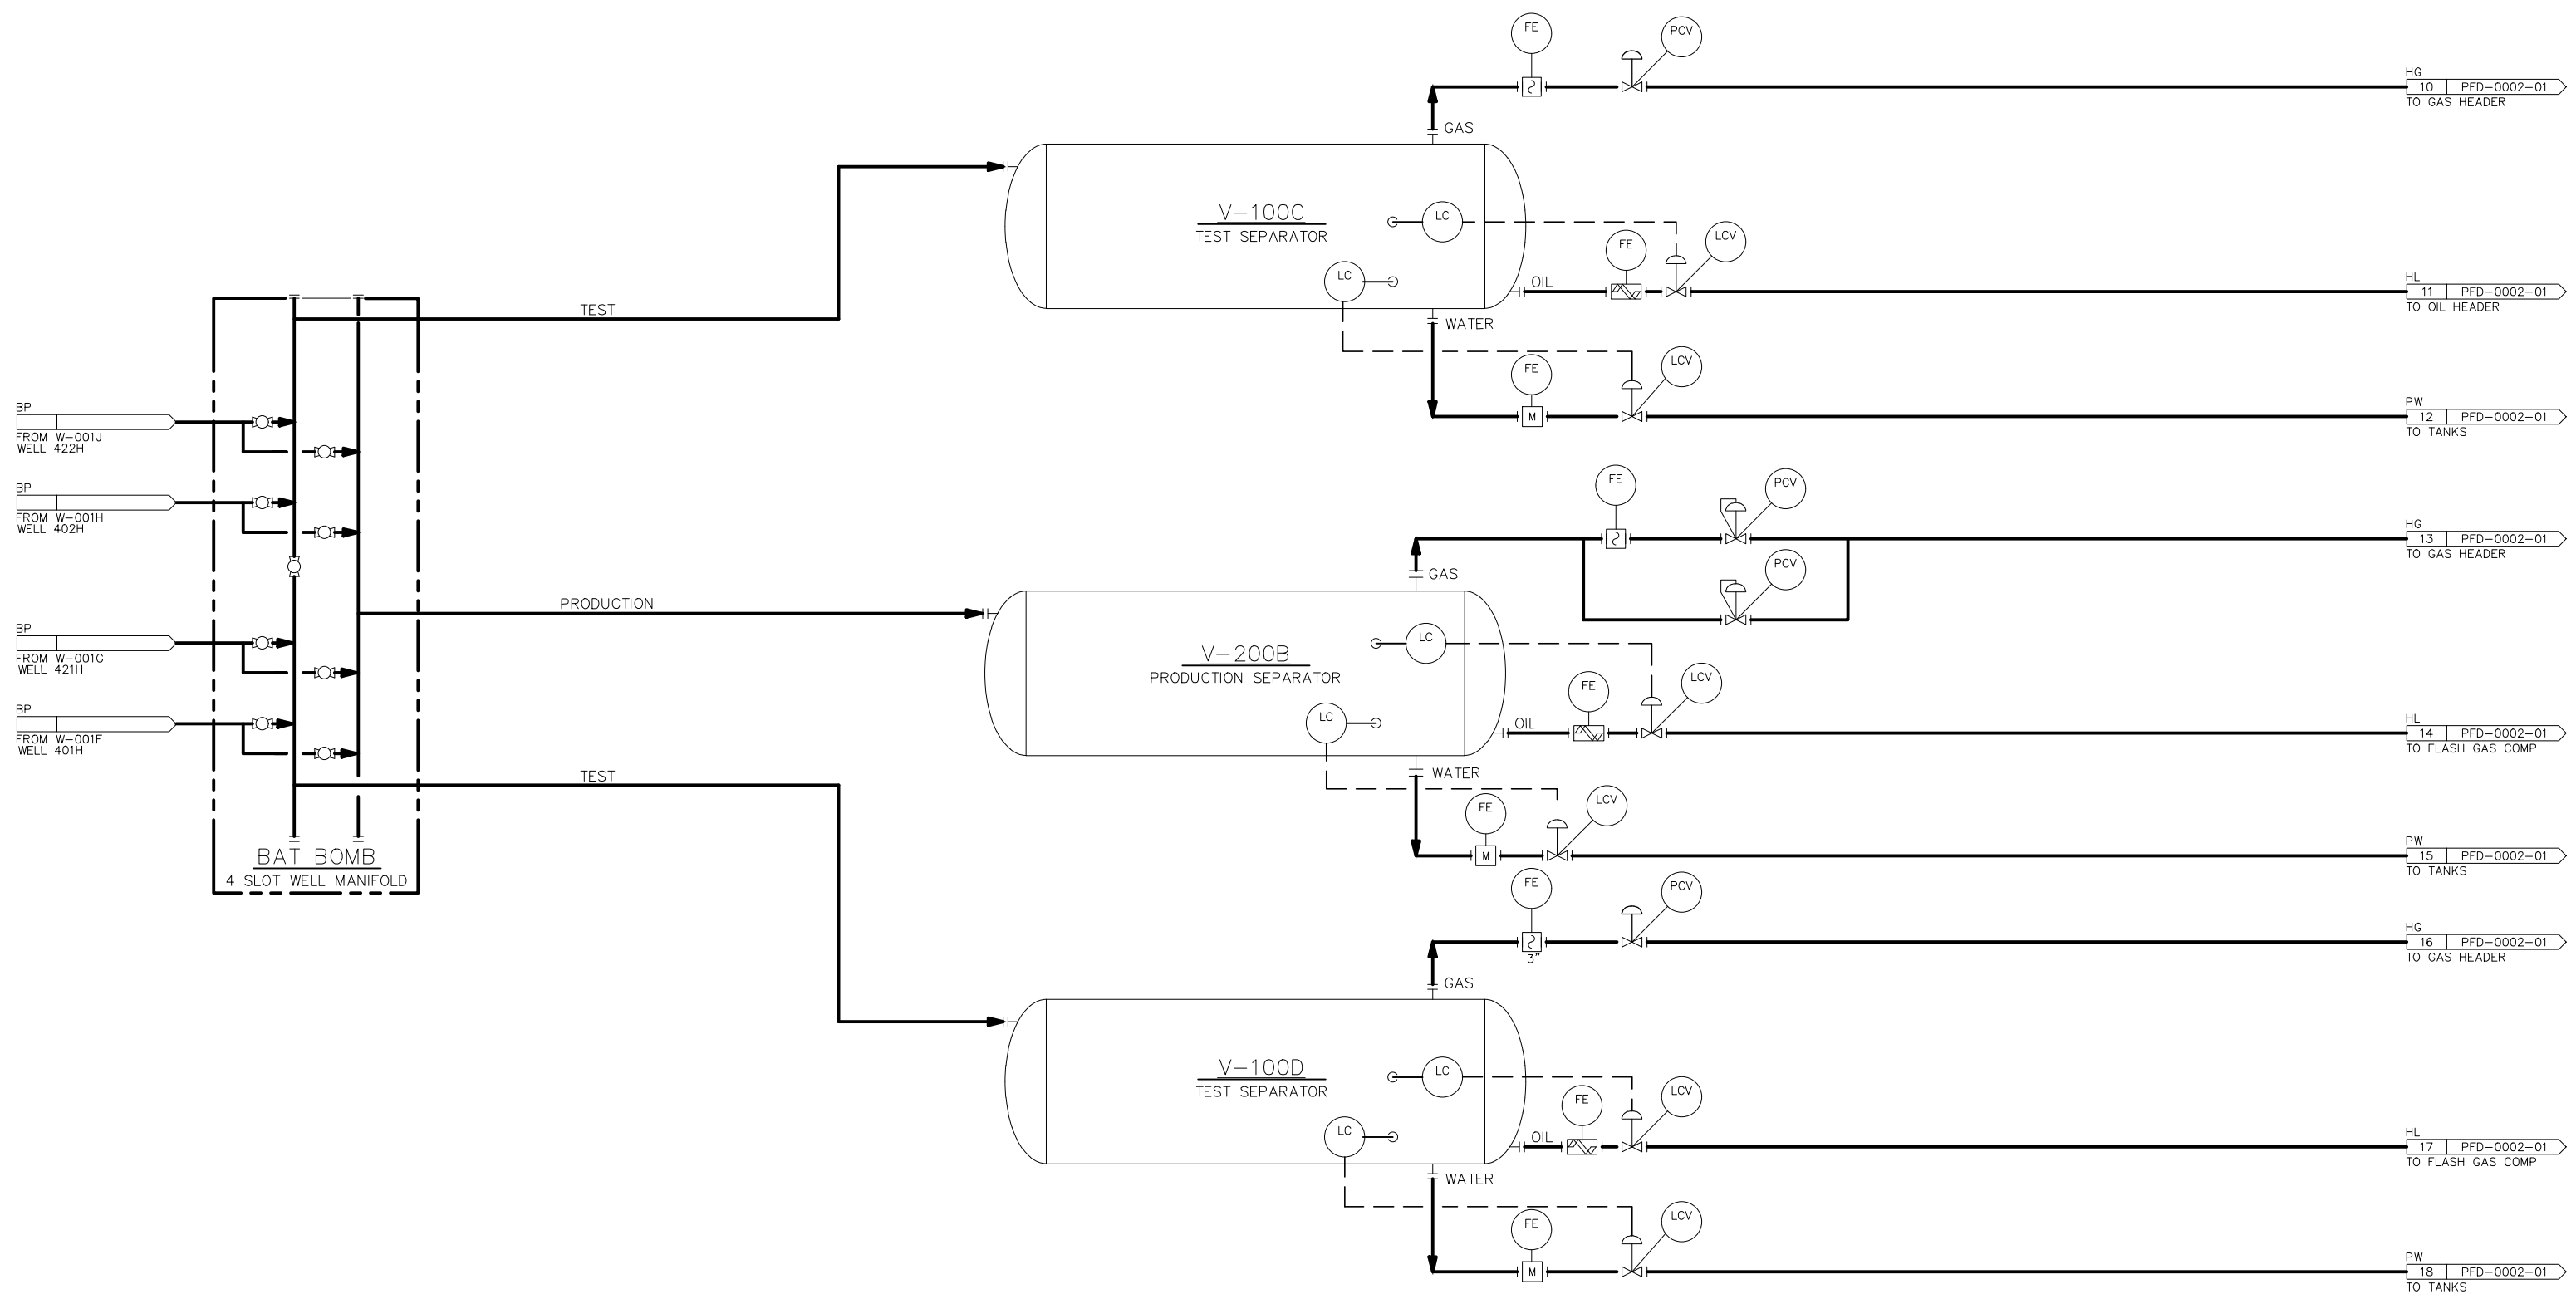 FE
PCV
HG
10 PFD-0002-01
TO GAS HEADER
GAS
V-100C
TEST SEPARATOR
LC
LC
FE
LCV
OIL
HL
11 PFD-0002-01
TO OIL HEADER
WATER
FE
LCV
PW
12 PFD-0002-01
TO TANKS
M
TEST
BP
FROM W-001J
WELL 422H
BP
FROM W-001H
WELL 402H
BP
FROM W-001G
WELL 421H
BP
FROM W-001F
WELL 401H
PRODUCTION
TEST
BAT BOMB
4 SLOT WELL MANIFOLD
FE
PCV
HG
13 PFD-0002-01
TO GAS HEADER
PCV
GAS
V-200B
PRODUCTION SEPARATOR
LC
LC
FE
LCV
OIL
HL
14 PFD-0002-01
TO FLASH GAS COMP
WATER
FE
LCV
PW
15 PFD-0002-01
TO TANKS
M
FE
PCV
HG
16 PFD-0002-01
TO GAS HEADER
3"
GAS
V-100D
TEST SEPARATOR
LC
LC
FE
LCV
OIL
HL
17 PFD-0002-01
TO FLASH GAS COMP
WATER
FE
LCV
PW
18 PFD-0002-01
TO TANKS
M